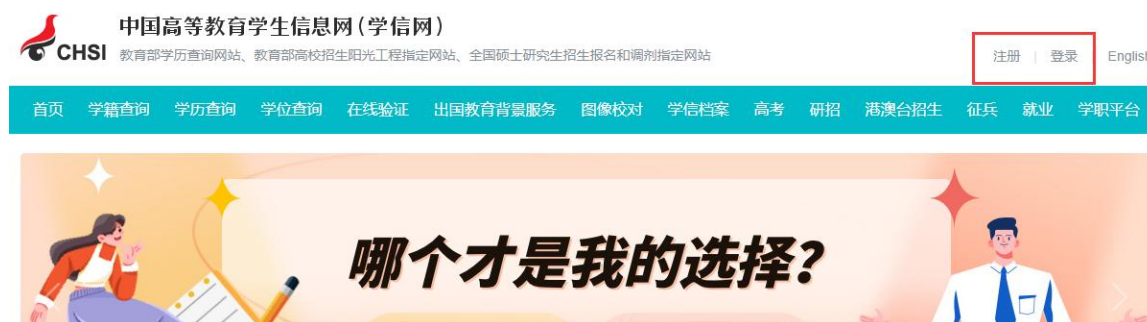 中国高等教育学生信息网(学信网)
CHSI 教育部学历查询网站、教育部高校招生阳光工程指定网站、全国硕士研究生招生报名和调剂指定网站
注册 | 登录 English
首页 学籍查询 学历查询 学位查询 在线验证 出国教育背景服务 图像校对 学信档案 高考 研招 港澳台招生 征兵 就业 学职平台
哪个才是我的选择?